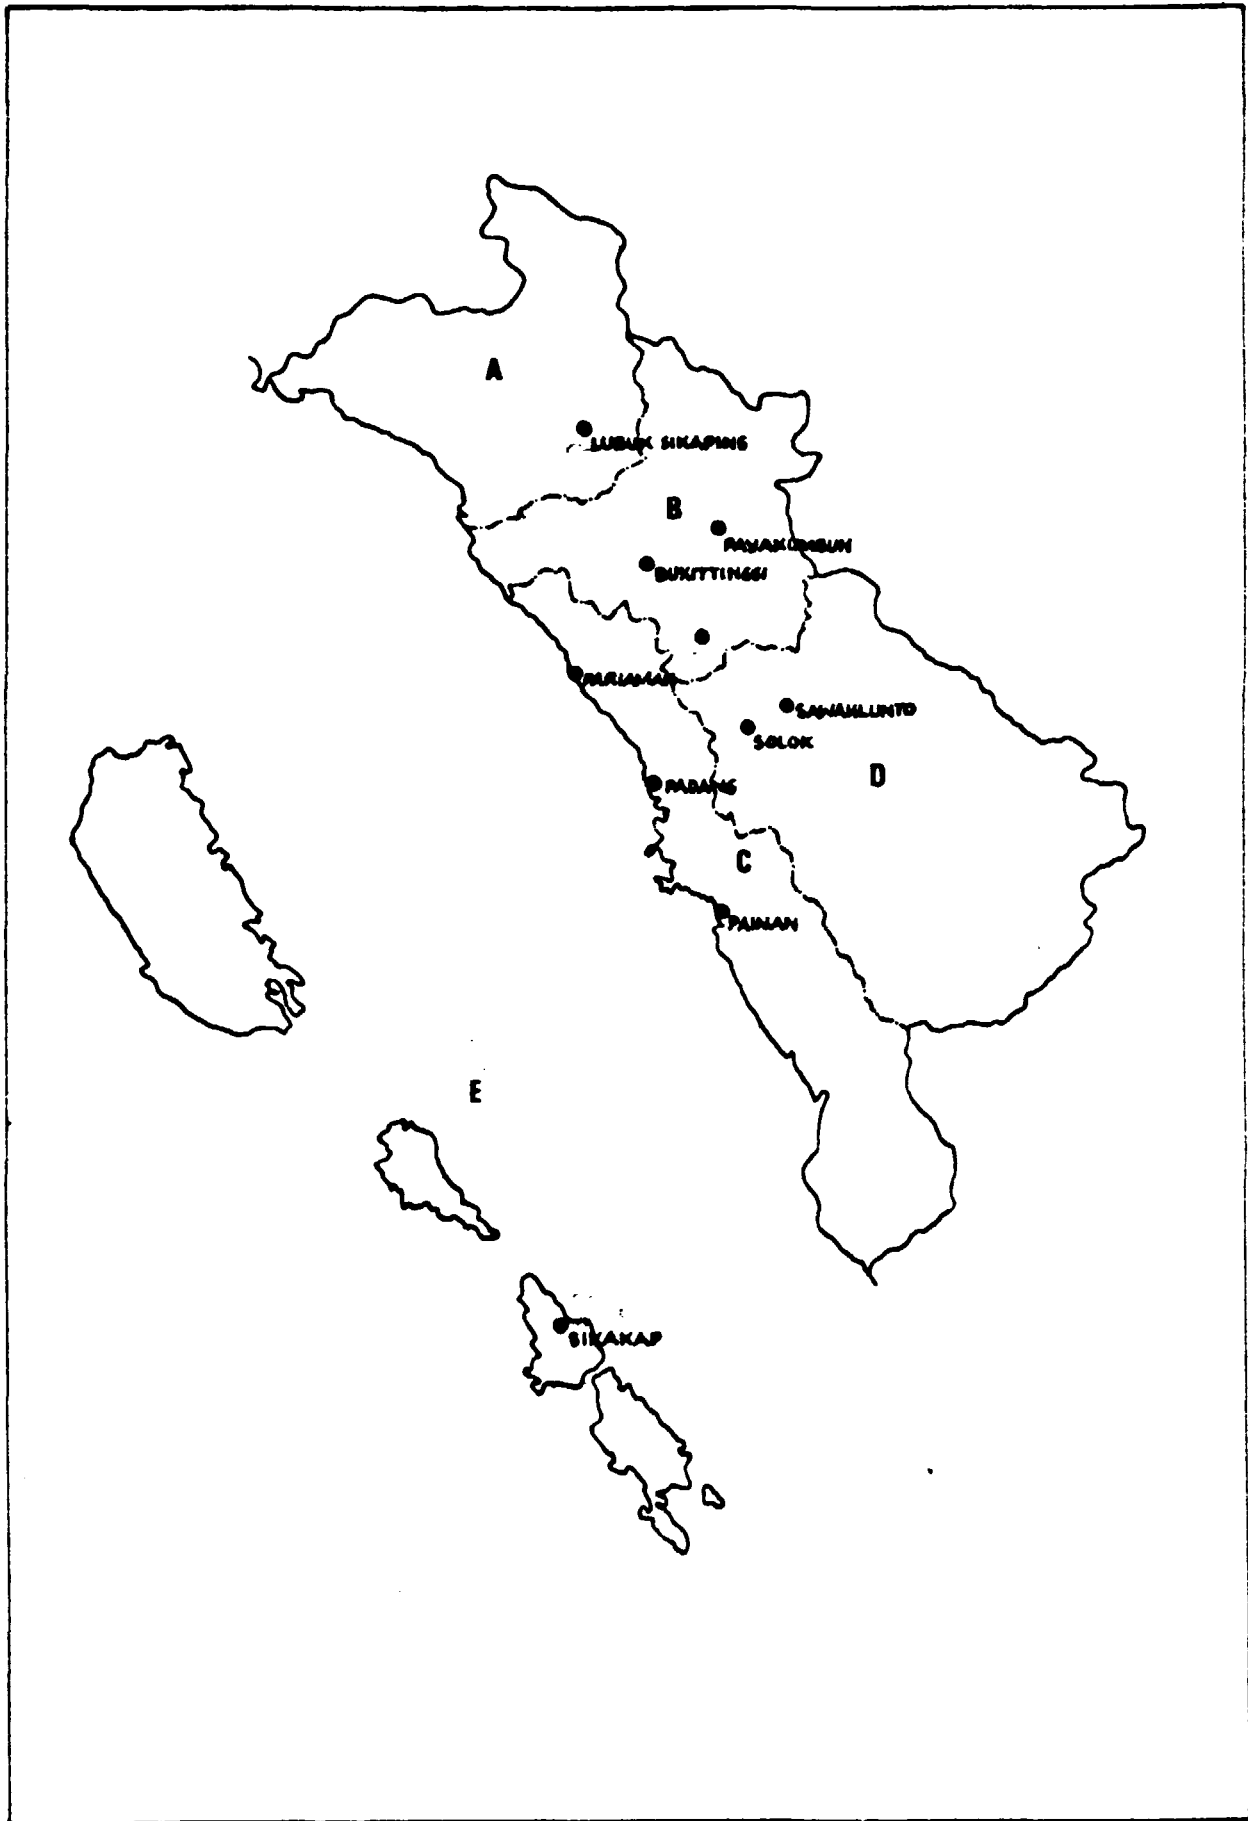 A
LUBUK SIKAPING
B
PAYAKUMBUH
BUKITTINGGI
PARIAMAN
SAWAHLUNTO
SOLOK
D
PADANG
C
PAINAN
E
SIKAKAP